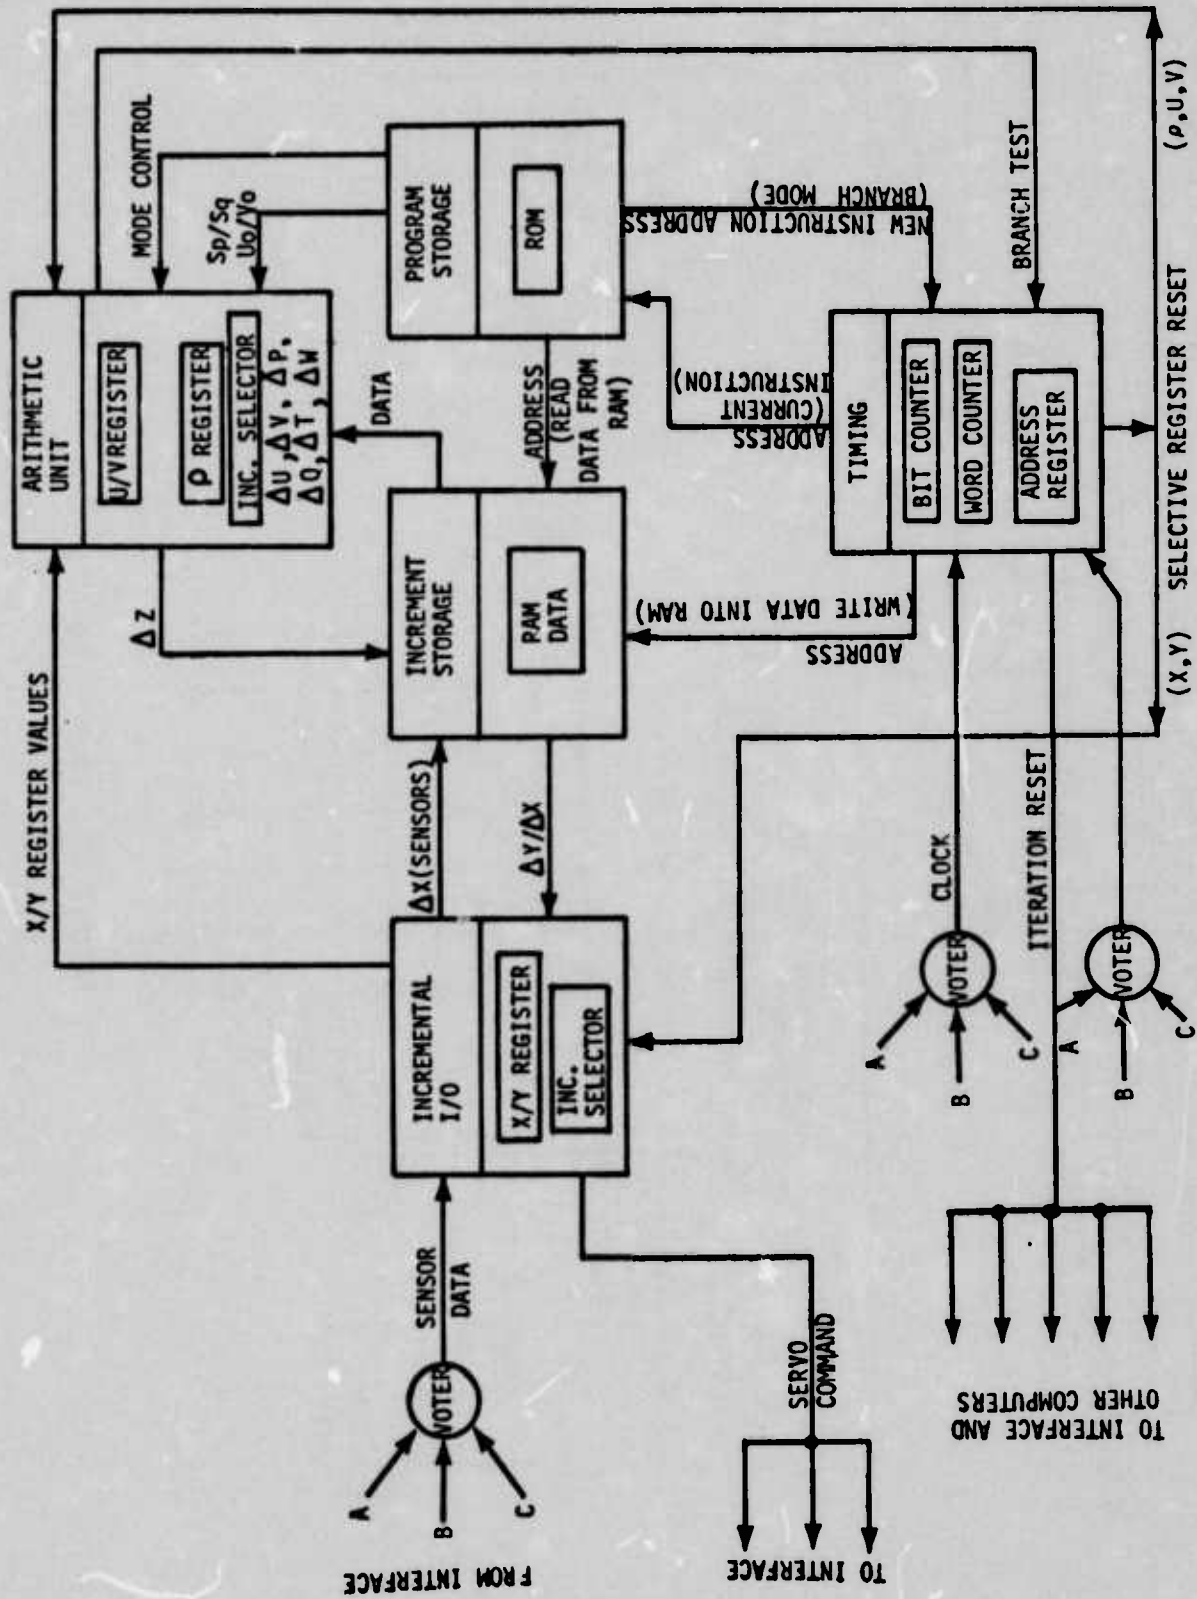 X/Y REGISTER VALUES
ARITHMETIC
UNIT
U/VREGISTER
ρ REGISTER
INC. SELECTOR
ΔU,ΔV, ΔP,
ΔQ,ΔT, ΔW
ΔZ
MODE CONTROL
Sp/Sq
Uo/Vo
DATA
FROM INTERFACE
A
B
C
VOTER
SENSOR
DATA
INCREMENTAL
I/O
X/Y REGISTER
INC.
SELECTOR
ΔX(SENSORS)
ΔY/ΔX
INCREMENT
STORAGE
RAM
DATA
ADDRESS
(READ
DATA FROM
RAM)
PROGRAM
STORAGE
ROM
ADDRESS
(WRITE DATA INTO RAM)
ADDRESS
(CURRENT
INSTRUCTION)
NEW INSTRUCTION ADDRESS
(BRANCH MODE)
TO INTERFACE
SERVO
COMMAND
A
B
C
VOTER
CLOCK
TIMING
BIT COUNTER
WORD COUNTER
ADDRESS
REGISTER
BRANCH TEST
TO INTERFACE AND
OTHER COMPUTERS
ITERATION RESET
A
B
C
VOTER
(X,Y)
SELECTIVE REGISTER RESET
(ρ,U,V)